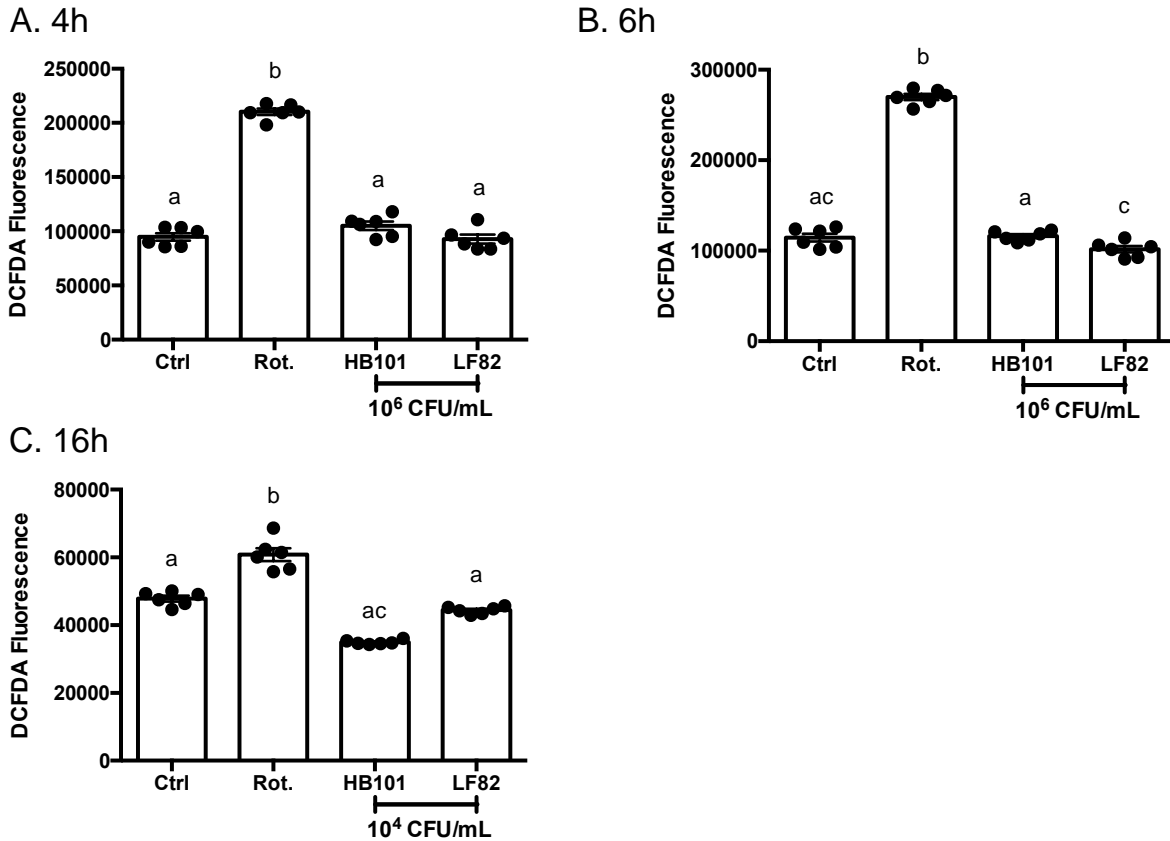 A. 4h
DCFDA Fluorescence
250000
200000
150000
100000
50000
0
a
b
a
a
Ctrl
Rot.
HB101
LF82
10⁶ CFU/mL
B. 6h
DCFDA Fluorescence
300000
200000
100000
0
ac
b
a
c
Ctrl
Rot.
HB101
LF82
10⁶ CFU/mL
C. 16h
DCFDA Fluorescence
80000
60000
40000
20000
0
a
b
ac
a
Ctrl
Rot.
HB101
LF82
10⁴ CFU/mL